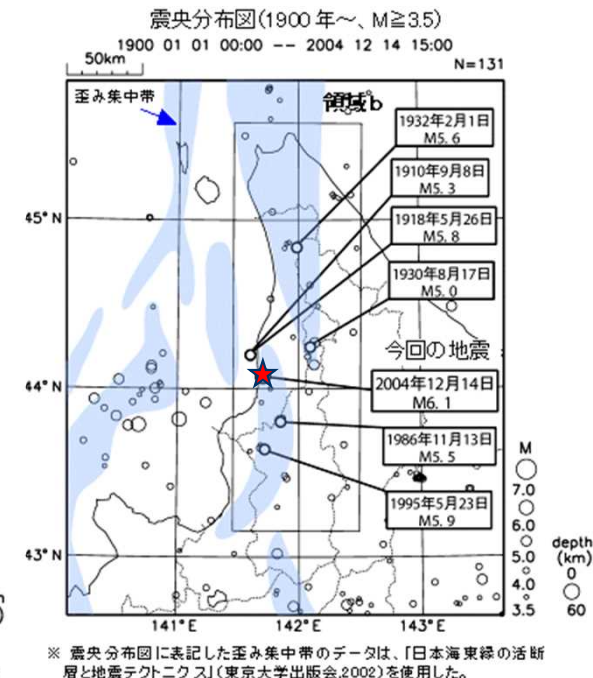 震央分布図(1900年～、M≧3.5)
1900 01 01 00:00 -- 2004 12 14 15:00
50km
N=131
歪み集中帯
領域b
1932年2月1日
M5.6
1910年9月8日
M5.3
1918年5月26日
M5.8
1930年8月17日
M5.0
今回の地震
2004年12月14日
M6.1
1986年11月13日
M5.5
1995年5月23日
M5.9
45°N
44°N
43°N
141°E
142°E
143°E
M
7.0
6.0
5.0
4.0
3.5
depth
(km)
0
60
※ 震央分布図に表記した歪み集中帯のデータは、「日本海東縁の活断
層と地震テクトニクス」(東京大学出版会,2002)を使用した。